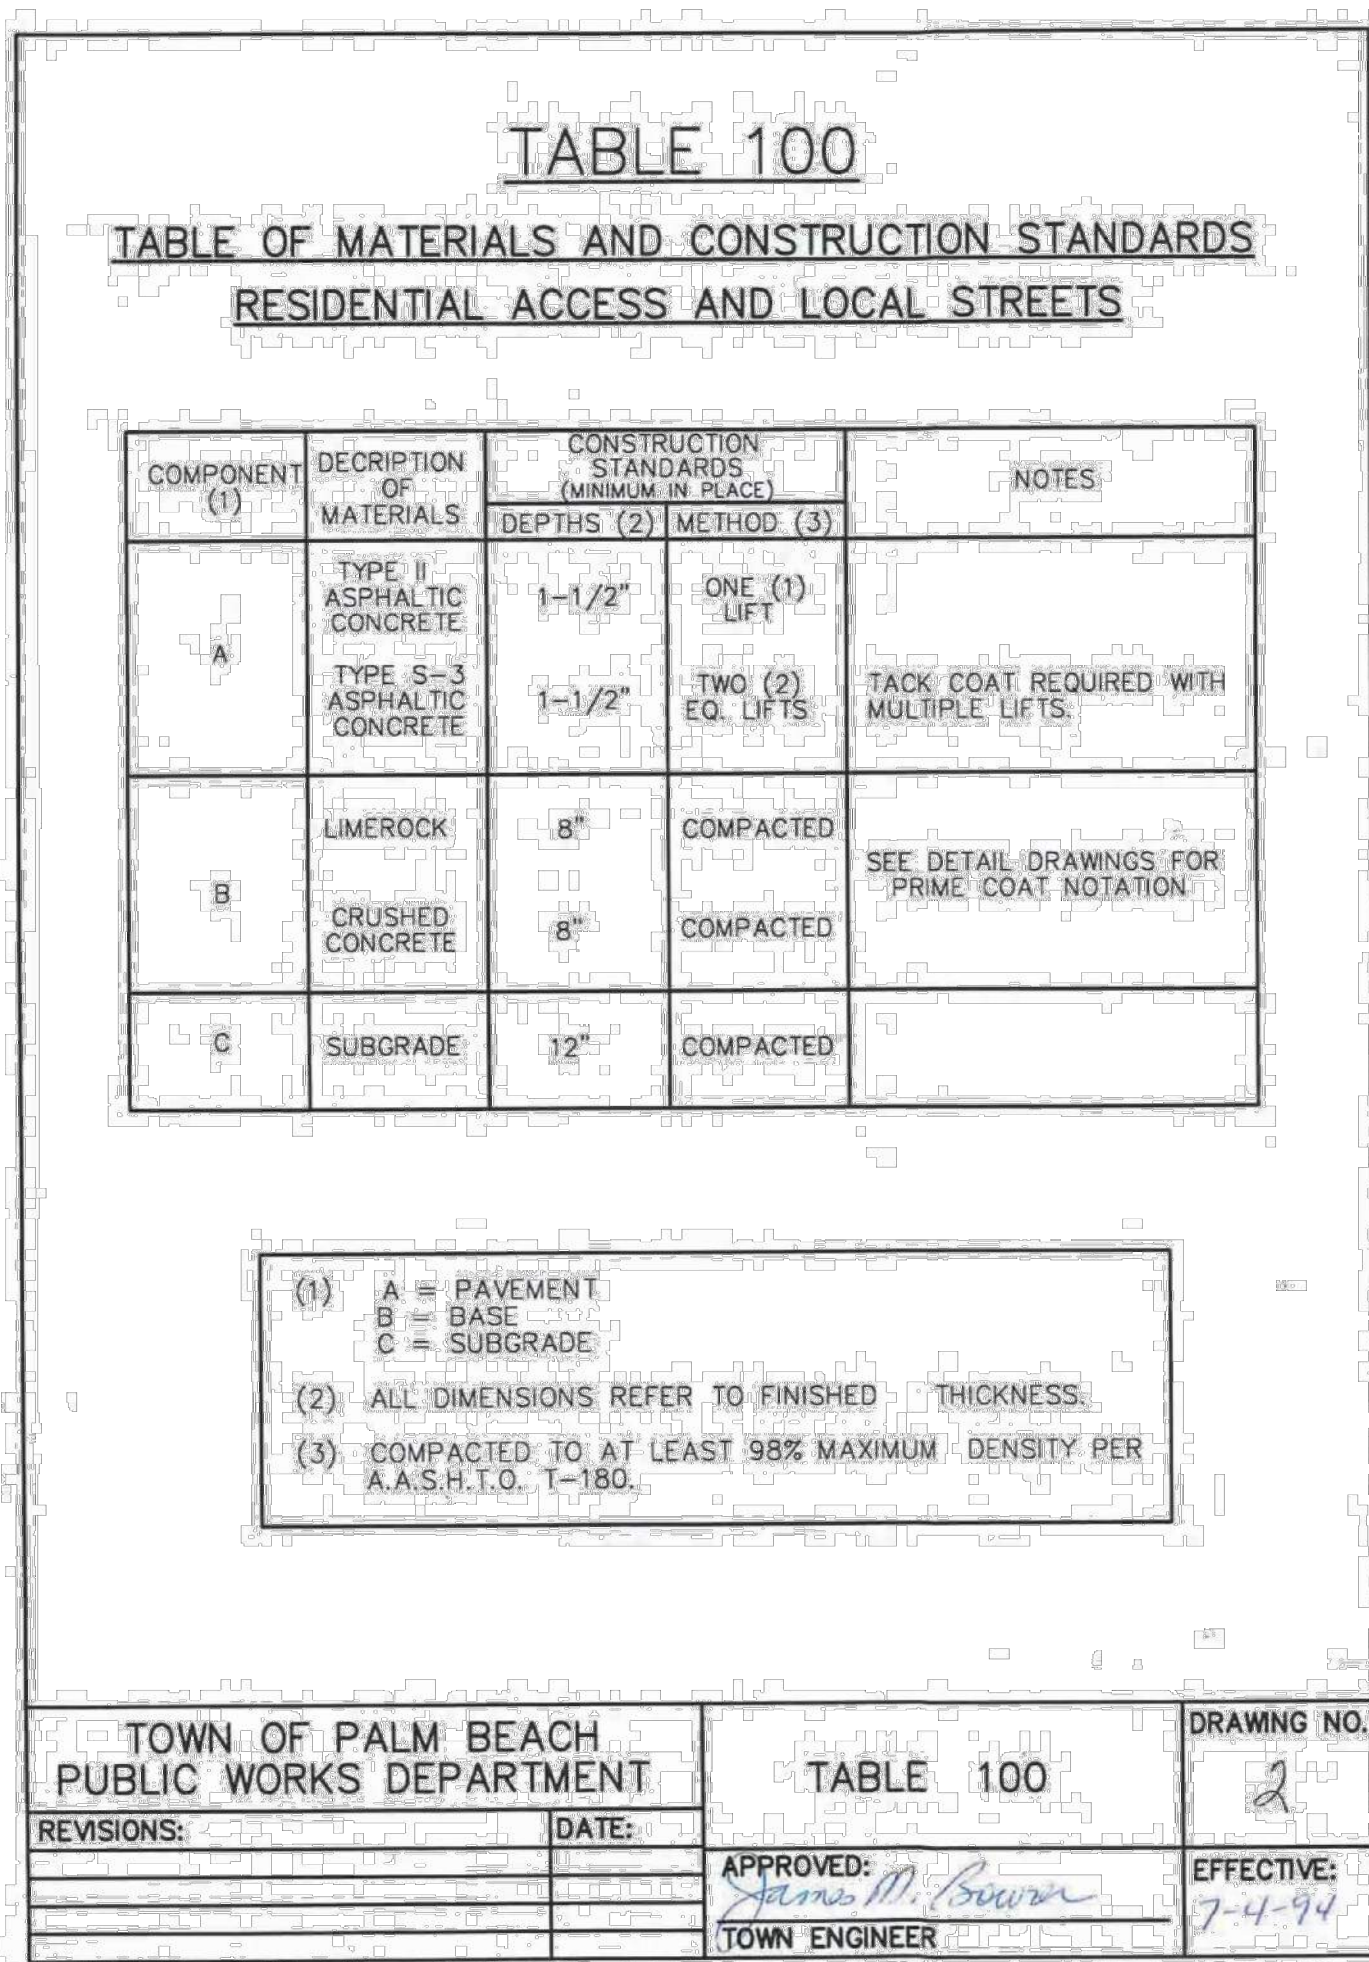 TABLE 100
TABLE OF MATERIALS AND CONSTRUCTION STANDARDS
RESIDENTIAL ACCESS AND LOCAL STREETS
COMPONENT
(1)
DECRIPTION
OF
MATERIALS
CONSTRUCTION
STANDARDS
(MINIMUM IN PLACE)
DEPTHS (2)
METHOD (3)
NOTES
A
TYPE II
ASPHALTIC
CONCRETE
1-1/2"
ONE (1)
LIFT
TYPE S-3
ASPHALTIC
CONCRETE
1-1/2"
TWO (2)
EQ. LIFTS
TACK COAT REQUIRED WITH
MULTIPLE LIFTS.
B
LIMEROCK
8"
COMPACTED
CRUSHED
CONCRETE
8"
COMPACTED
SEE DETAIL DRAWINGS FOR
PRIME COAT NOTATION
C
SUBGRADE
12"
COMPACTED
(1) A = PAVEMENT
B = BASE
C = SUBGRADE
(2) ALL DIMENSIONS REFER TO FINISHED THICKNESS.
(3) COMPACTED TO AT LEAST 98% MAXIMUM DENSITY PER
A.A.S.H.T.O. T-180.
TOWN OF PALM BEACH
PUBLIC WORKS DEPARTMENT
REVISIONS:
DATE:
TABLE 100
APPROVED:
James M. Bowser
TOWN ENGINEER
DRAWING NO.
2
EFFECTIVE:
7-4-94